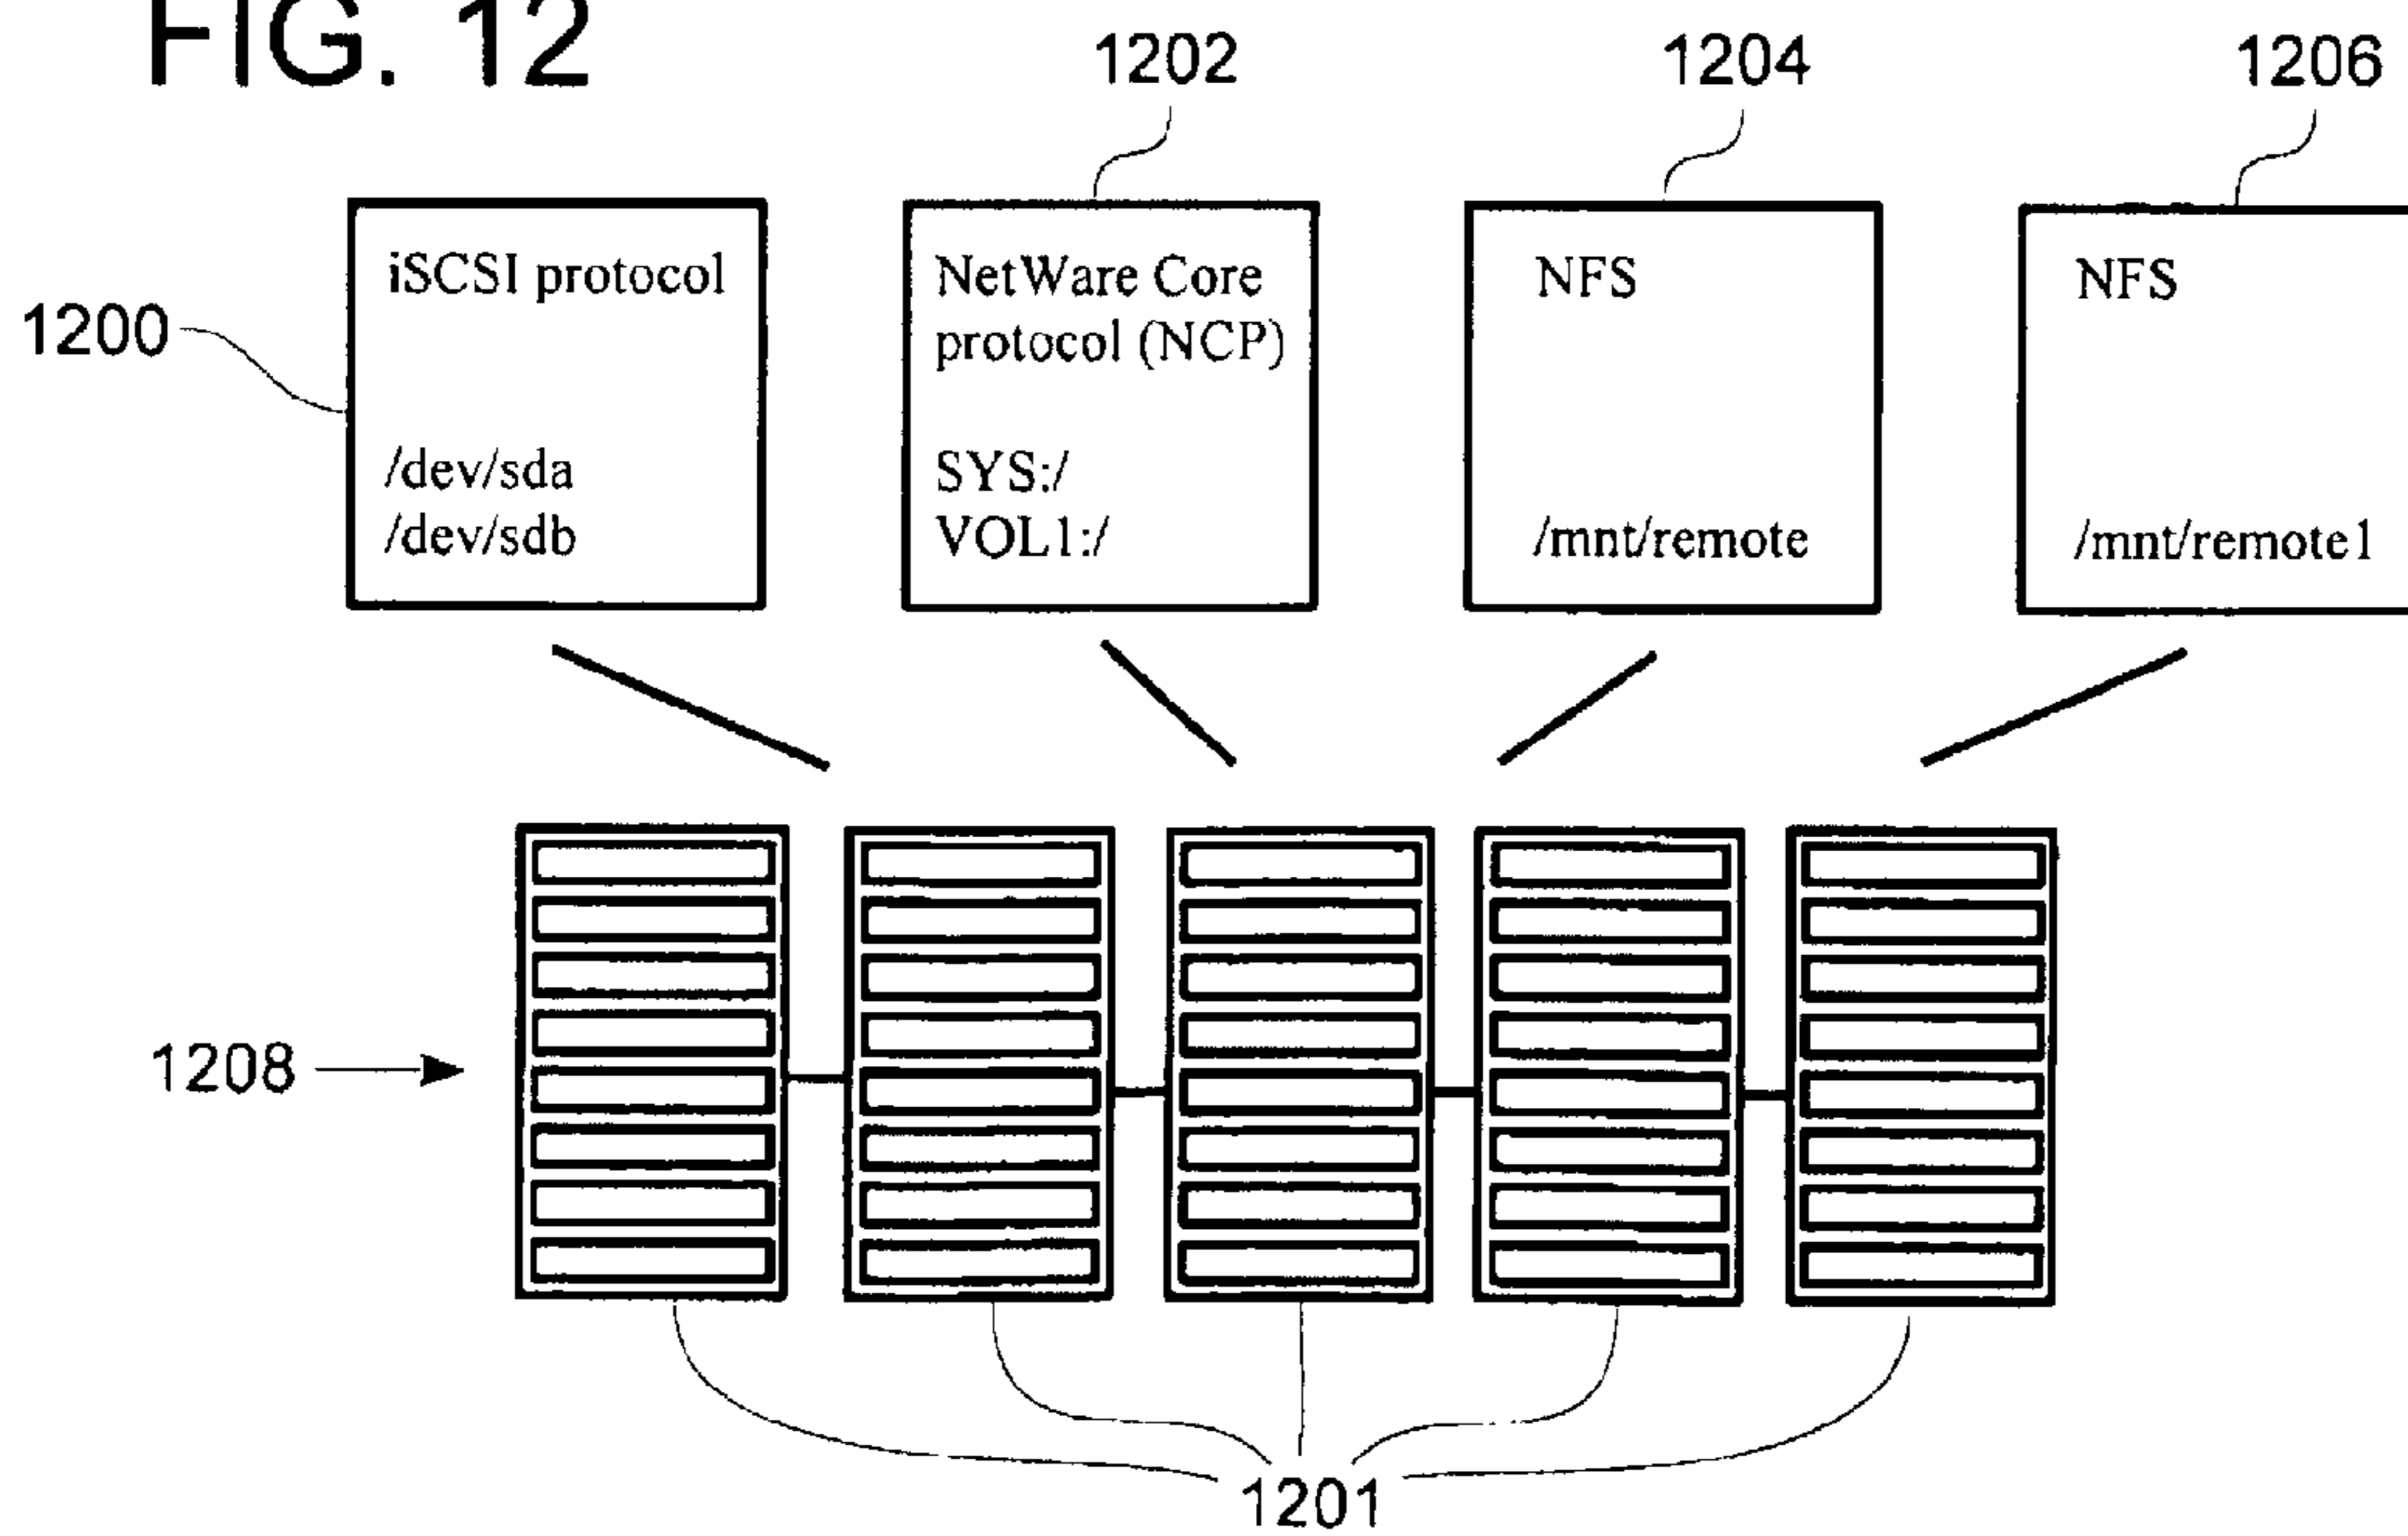 FIG. 12
1202
1204
1206
1200
iSCSI protocol
/dev/sda
/dev/sdb
NetWare Core
protocol (NCP)
SYS:/
VOL1:/
NFS
/mnt/remote
NFS
/mnt/remote1
1208
1201